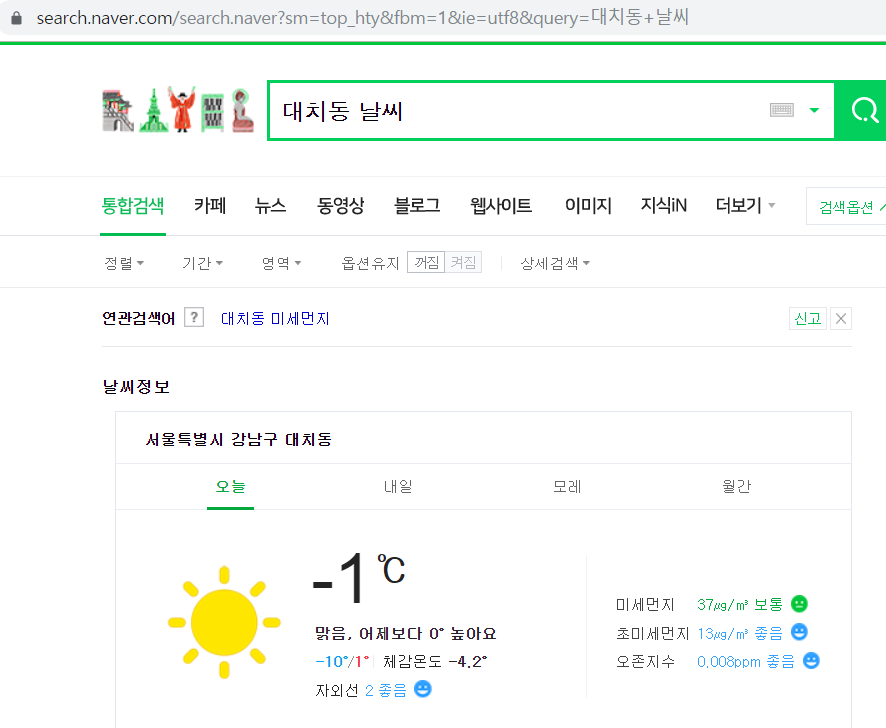 search.naver.com/search.naver?sm=top_hty&fbm=1&ie=utf8&query=대치동+날씨
대치동 날씨
통합검색 카페 뉴스 동영상 블로그 웹사이트 이미지 지식iN 더보기 검색옵션
정렬 기간 영역 옵션유지 꺼짐 켜짐 상세검색
연관검색어 ? 대치동 미세먼지 신고
날씨정보
서울특별시 강남구 대치동
오늘 내일 모레 월간
-1℃
맑음, 어제보다 0° 높아요
-10°/1° 체감온도 -4.2°
자외선 2 좋음
미세먼지 37㎍/㎥ 보통
초미세먼지 13㎍/㎥ 좋음
오존지수 0.008ppm 좋음